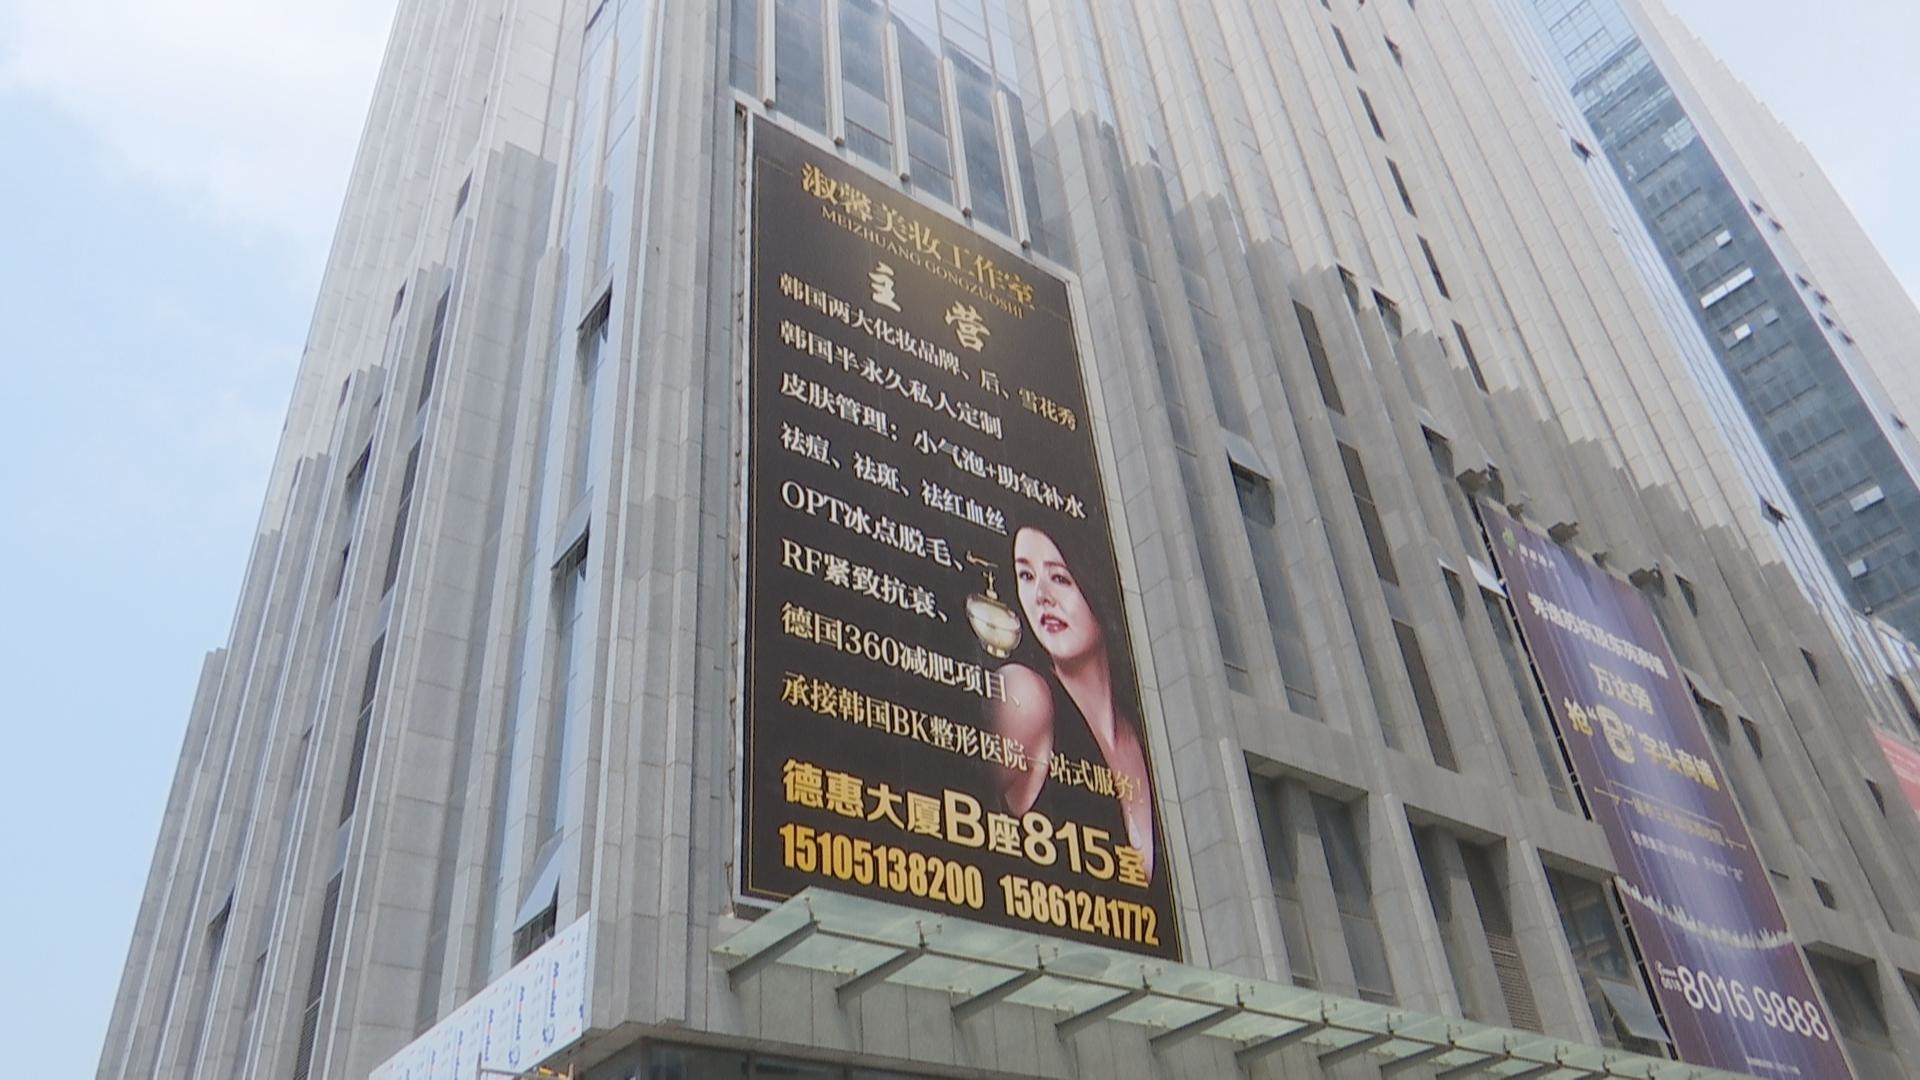 淑馨美妆工作室
MEIZHUANG GONGZUOSHI
主 营
韩国两大化妆品牌、后、雪花秀
韩国半永久私人定制
皮肤管理：小气泡+助氧补水
祛痘、祛斑、祛红血丝
OPT冰点脱毛、
RF紧致抗衰、
德国360减肥项目、
承接韩国BK整形医院一站式服务！
德惠大厦B座815室
15105138200 15861241772
万达旁
抢“8”字头商铺
8016 9888